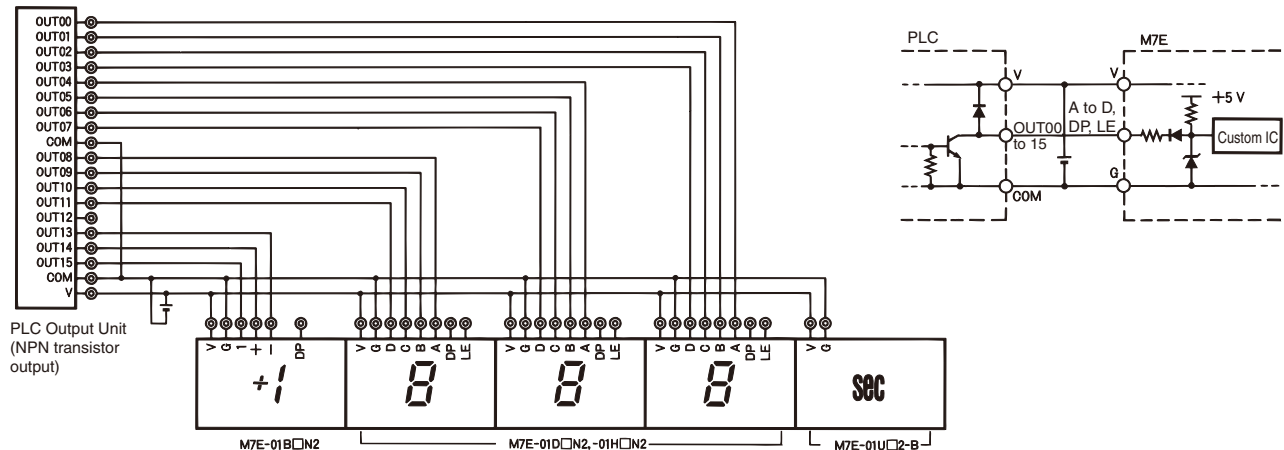 OUT00
OUT01
OUT02
OUT03
OUT04
OUT05
OUT06
OUT07
COM
OUT08
OUT09
OUT10
OUT11
OUT12
OUT13
OUT14
OUT15
COM
V
PLC Output Unit
(NPN transistor
output)
V G 1 + − DP
V G D C B A DP LE
V G D C B A DP LE
V G D C B A DP LE
V G
+1
8
8
8
sec
M7E-01B□N2
M7E-01D□N2,-01H□N2
M7E-01U□2-B
PLC
M7E
V
V
+5 V
A to D,
DP, LE
OUT00
to 15
Custom IC
G
COM